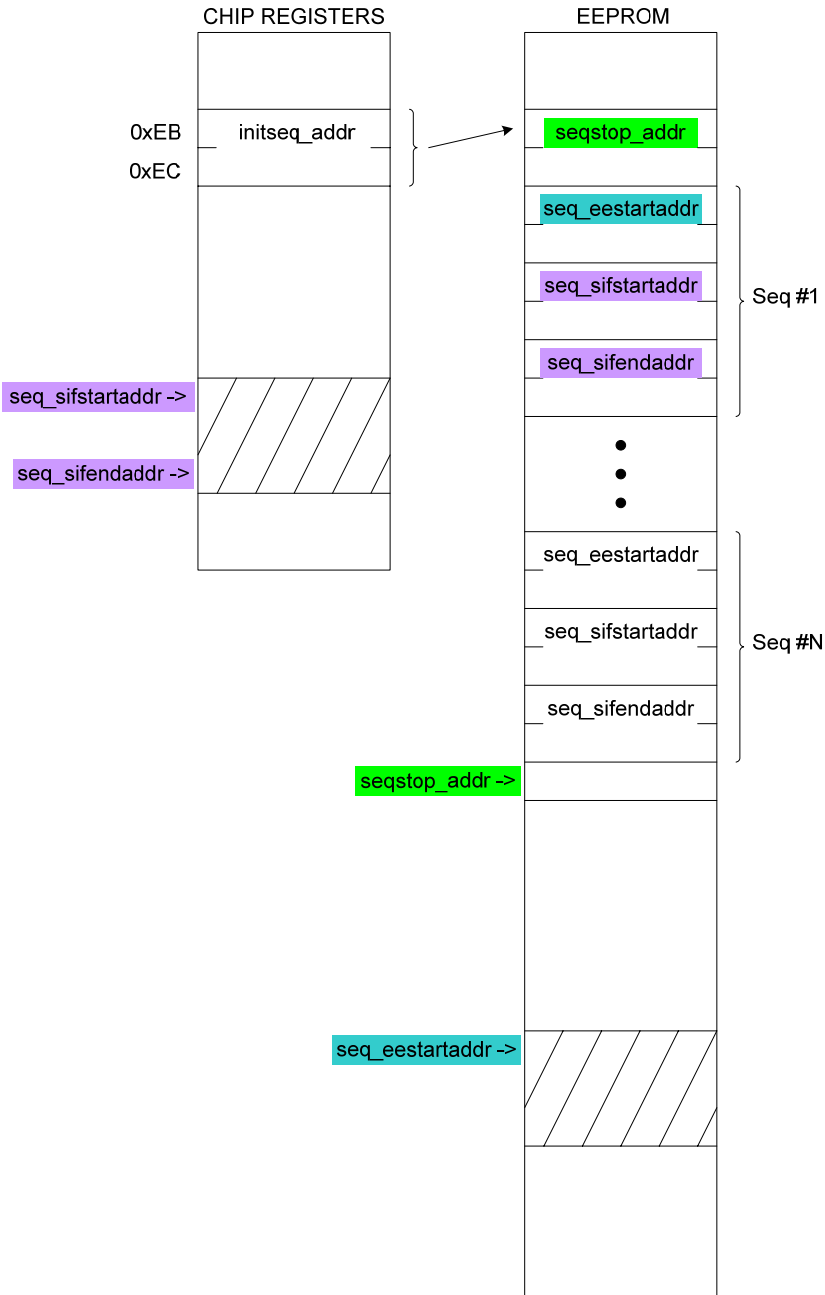 CHIP REGISTERS
EEPROM
0xEB
initseq_addr
seqstop_addr
0xEC
seq_eestartaddr
seq_sifstartaddr
Seq #1
seq_sifendaddr
seq_sifstartaddr ->
seq_sifendaddr ->
seq_eestartaddr
seq_sifstartaddr
Seq #N
seq_sifendaddr
seqstop_addr ->
seq_eestartaddr ->